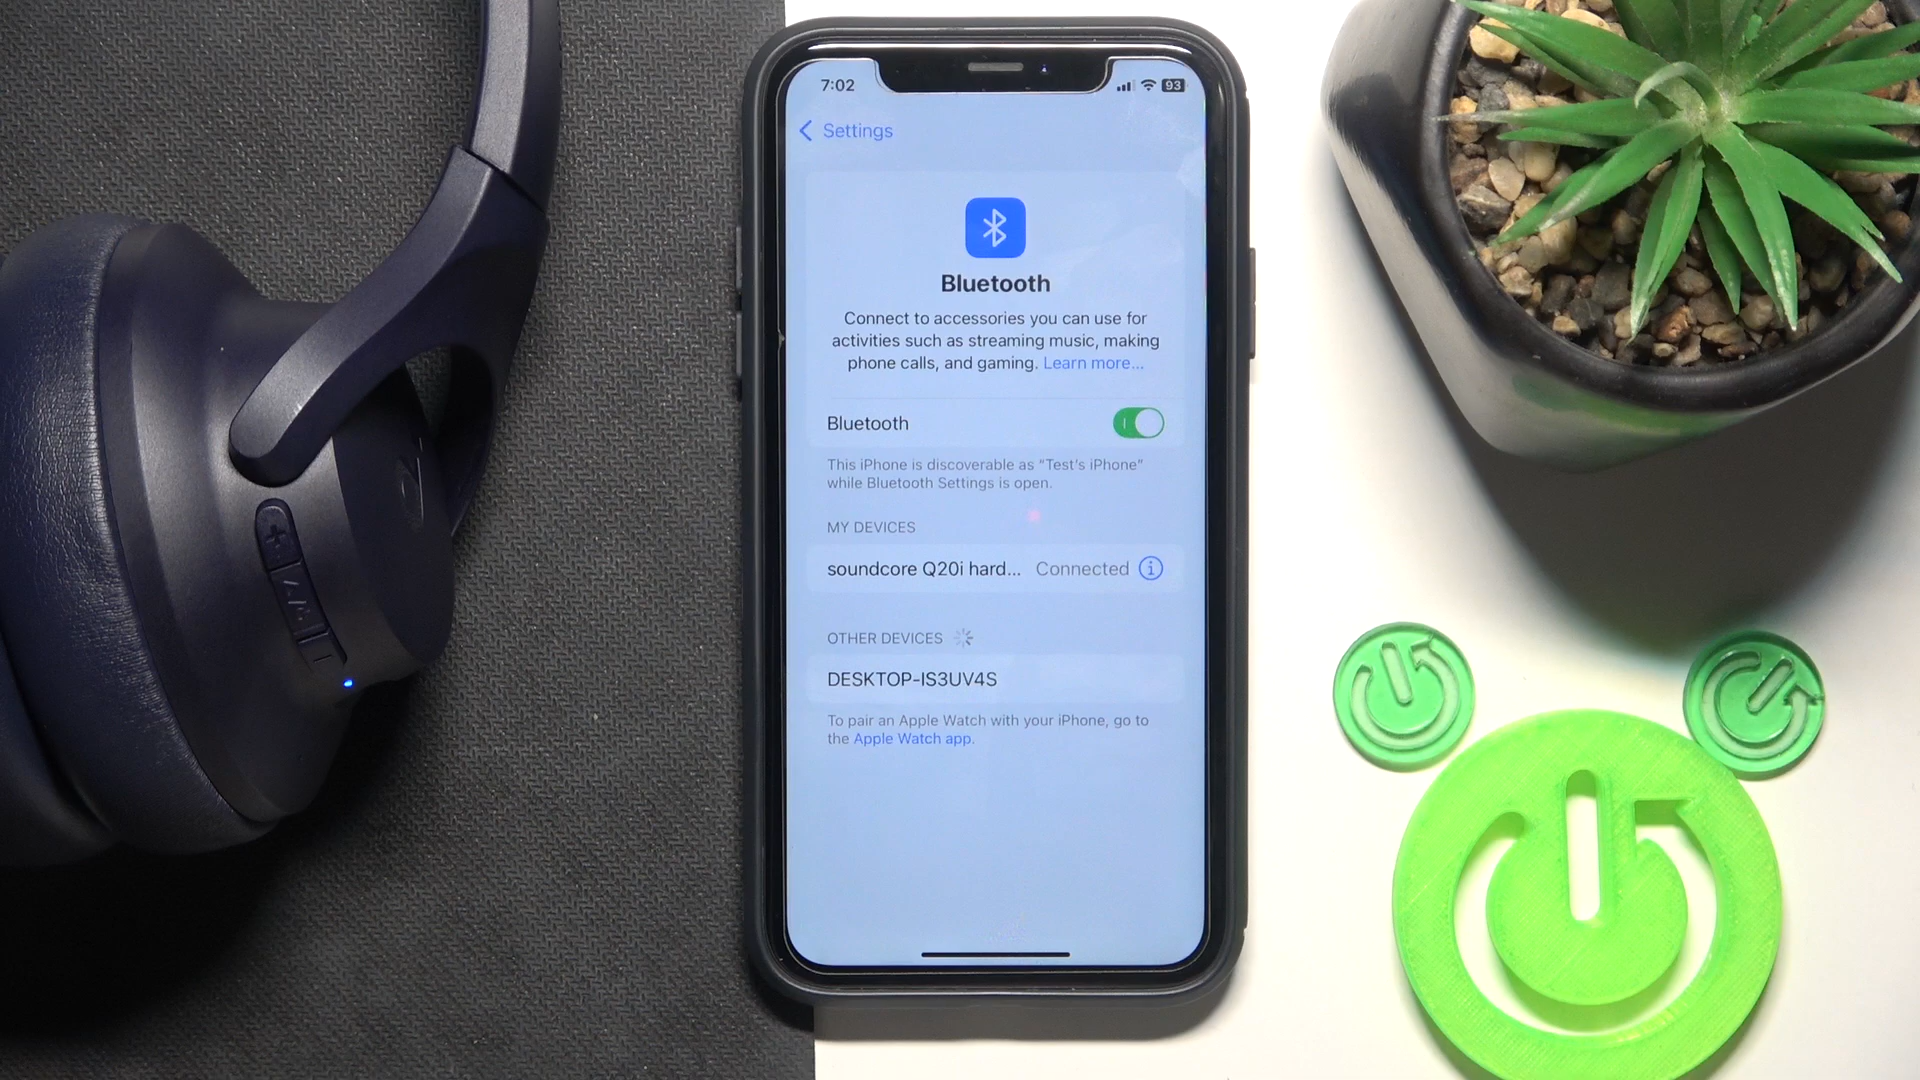 7:02
93
Settings
Bluetooth
Connect to accessories you can use for
activities such as streaming music, making
phone calls, and gaming. Learn more...
Bluetooth
This iPhone is discoverable as “Test's iPhone”
while Bluetooth Settings is open.
MY DEVICES
soundcore Q20i hard... Connected
OTHER DEVICES
DESKTOP-IS3UV4S
To pair an Apple Watch with your iPhone, go to
the Apple Watch app.